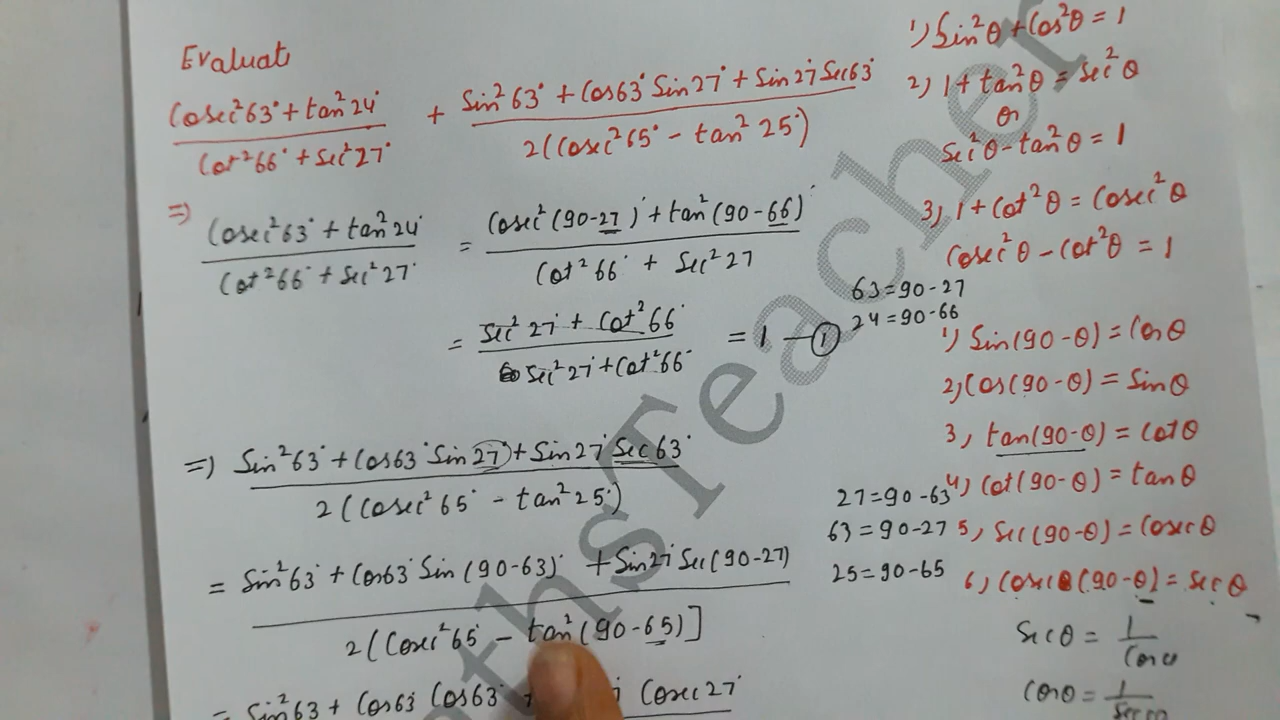 Evaluate
Cosec²63° + tan²24° / Cot²66° + Sec²27° + Sin²63° + Cos63° Sin27° + Sin27° Sec63° / 2(Cosec²65° - tan²25°)
⇒ Cosec²63° + tan²24° / Cot²66° + Sec²27° = Cosec²(90-27)° + tan²(90-66)° / Cot²66° + Sec²27
= Sec²27° + Cot²66° / Sec²27° + Cot²66° = 1 — ①
⇒) Sin²63° + Cos63° Sin27° + Sin27° Sec63° / 2(Cosec²65° - tan²25°)
= Sin²63° + Cos63° Sin(90-63)° + Sin27° Sec(90-27) / 2(Cosec²65° - tan²(90-65)]
= Sin²63 + Cos63° Cos63° Cosec27°
1) Sin²θ + Cos²θ = 1
2) 1 + tan²θ = Sec²θ
or
Sec²θ - tan²θ = 1
3) 1 + Cot²θ = Cosec²θ
Cosec²θ - Cot²θ = 1
63 = 90 - 27
24 = 90 - 66
1) Sin(90-θ) = Cosθ
2) Cos(90-θ) = Sinθ
3, tan(90-θ) = Cotθ
4) Cot(90-θ) = tanθ
27 = 90 - 63
63 = 90 - 27
5, Sec(90-θ) = Cosecθ
25 = 90 - 65
6, Cosec(90-θ) = Secθ
Secθ = 1 / Cosθ
Cosθ = 1 / Secθ
MathsTeacher